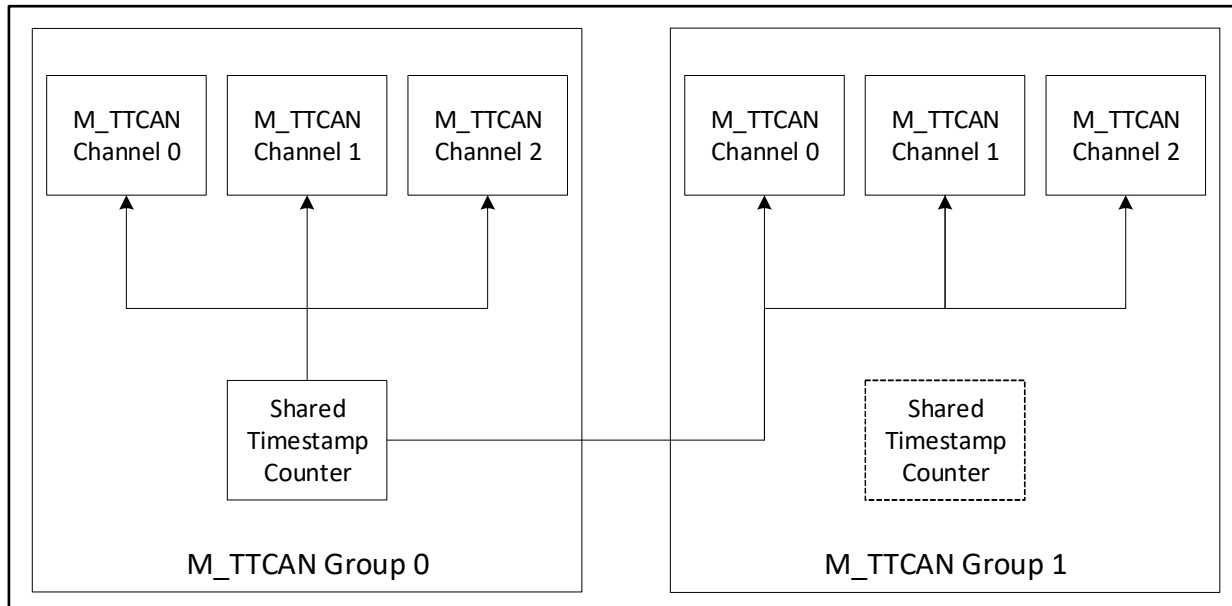 M_TTCAN
Channel 0
M_TTCAN
Channel 1
M_TTCAN
Channel 2
Shared
Timestamp
Counter
M_TTCAN Group 0
M_TTCAN
Channel 0
M_TTCAN
Channel 1
M_TTCAN
Channel 2
Shared
Timestamp
Counter
M_TTCAN Group 1